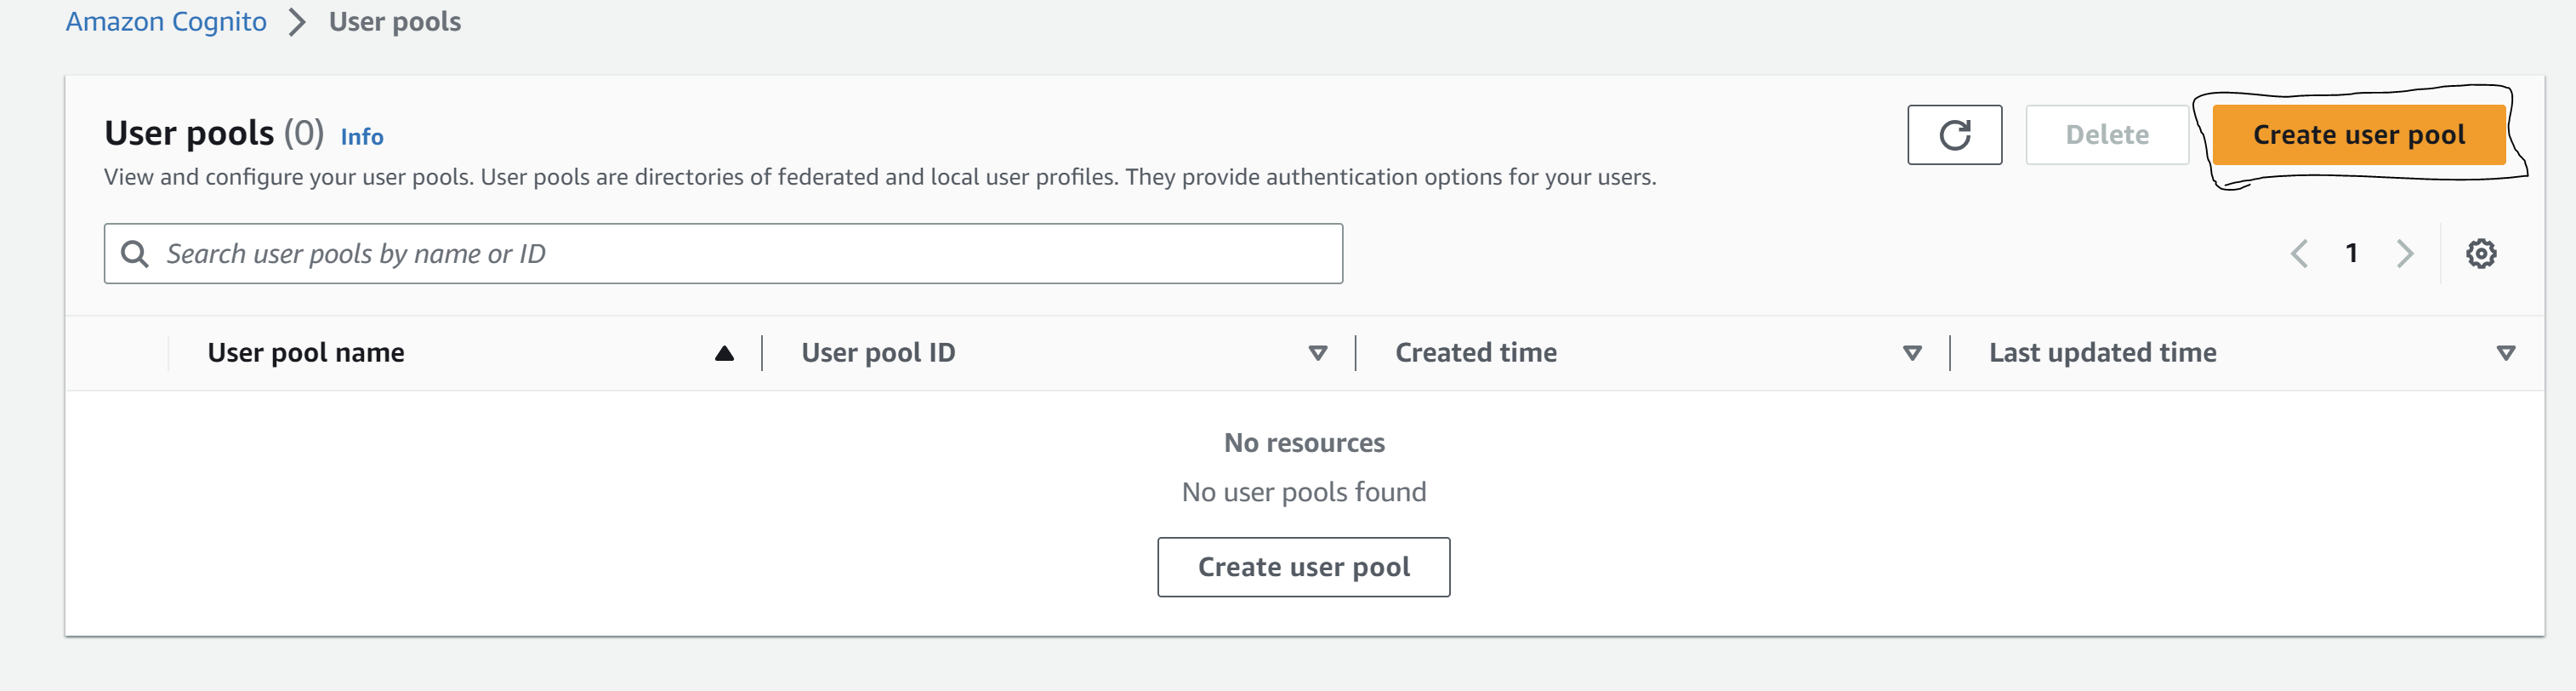 Amazon Cognito > User pools
User pools (0) Info
Delete
Create user pool
View and configure your user pools. User pools are directories of federated and local user profiles. They provide authentication options for your users.
Search user pools by name or ID
1
User pool name
User pool ID
Created time
Last updated time
No resources
No user pools found
Create user pool